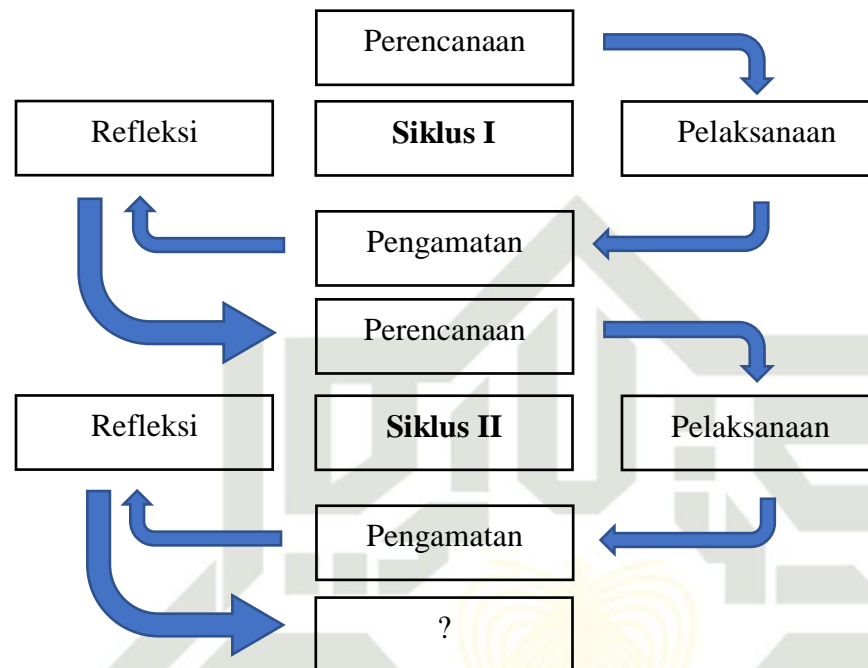 Perencanaan
Refleksi
Siklus I
Pelaksanaan
Pengamatan
Perencanaan
Refleksi
Siklus II
Pelaksanaan
Pengamatan
?